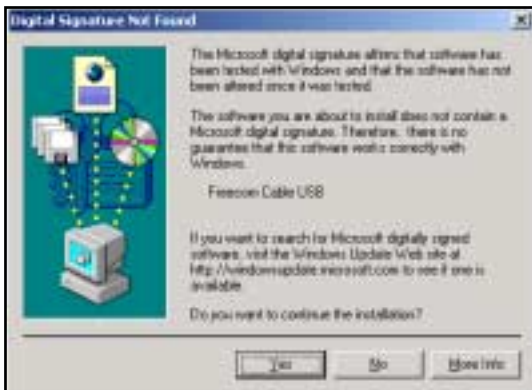 Digital Signature Not Found
The Microsoft digital signature affirms that software has
been tested with Windows and that the software has not
been altered since it was tested.
The software you are about to install does not contain a
Microsoft digital signature. Therefore, there is no
guarantee that this software works correctly with
Windows.
Freecom Cable USB
If you want to search for Microsoft digitally signed
software, visit the Windows Update Web site at
http://windowsupdate.microsoft.com to see if one is
available.
Do you want to continue the installation?
Yes No More Info